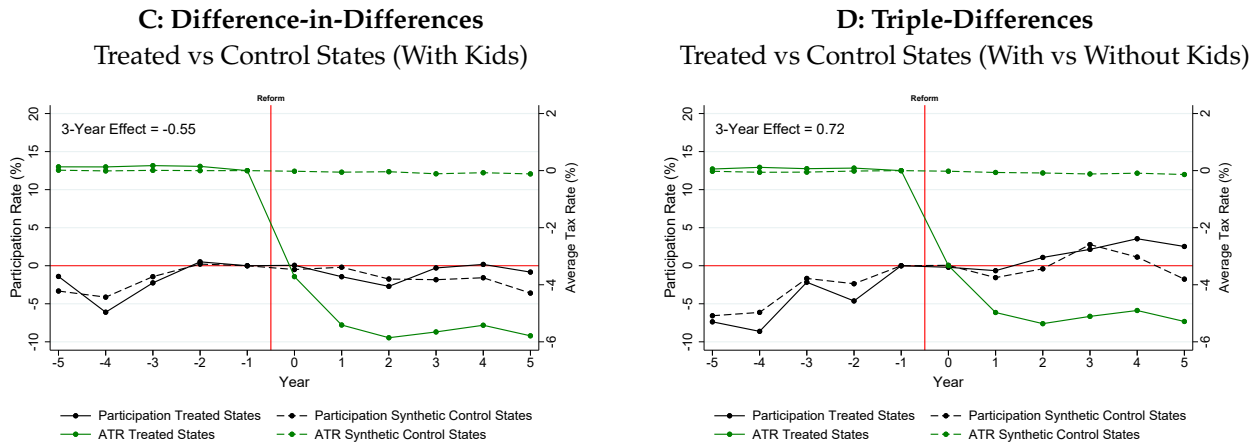 C: Difference-in-Differences
Treated vs Control States (With Kids)
Reform
3-Year Effect = -0.55
Participation Rate (%)
20
15
10
5
0
-5
-10
Average Tax Rate (%)
2
0
-2
-4
-6
-5 -4 -3 -2 -1 0 1 2 3 4 5
Year
Participation Treated States
Participation Synthetic Control States
ATR Treated States
ATR Synthetic Control States
D: Triple-Differences
Treated vs Control States (With vs Without Kids)
Reform
3-Year Effect = 0.72
Participation Rate (%)
20
15
10
5
0
-5
-10
Average Tax Rate (%)
2
0
-2
-4
-6
-5 -4 -3 -2 -1 0 1 2 3 4 5
Year
Participation Treated States
Participation Synthetic Control States
ATR Treated States
ATR Synthetic Control States